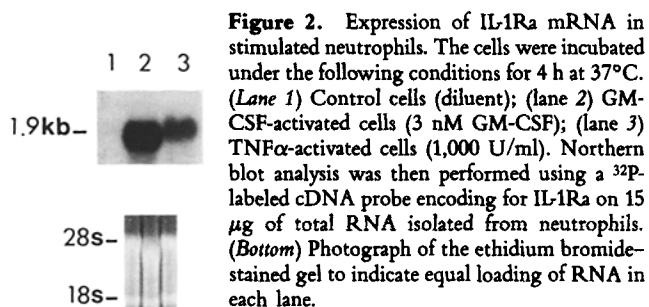 1 2 3
1.9kb–
28s–
18s–
Figure 2. Expression of IL-1Ra mRNA in
stimulated neutrophils. The cells were incubated
under the following conditions for 4 h at 37°C.
(Lane 1) Control cells (diluent); (lane 2) GM-
CSF-activated cells (3 nM GM-CSF); (lane 3)
TNFα-activated cells (1,000 U/ml). Northern
blot analysis was then performed using a ³²P-
labeled cDNA probe encoding for IL-1Ra on 15
μg of total RNA isolated from neutrophils.
(Bottom) Photograph of the ethidium bromide–
stained gel to indicate equal loading of RNA in
each lane.